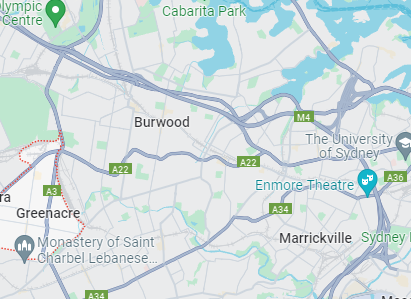 Olympic
Centre
Cabarita Park
M4
Burwood
The University
of Sydney
A22
A22
A36
Enmore Theatre
A3
ra
Greenacre
A34
Marrickville
Sydney
Monastery of Saint
Charbel Lebanese...
A34